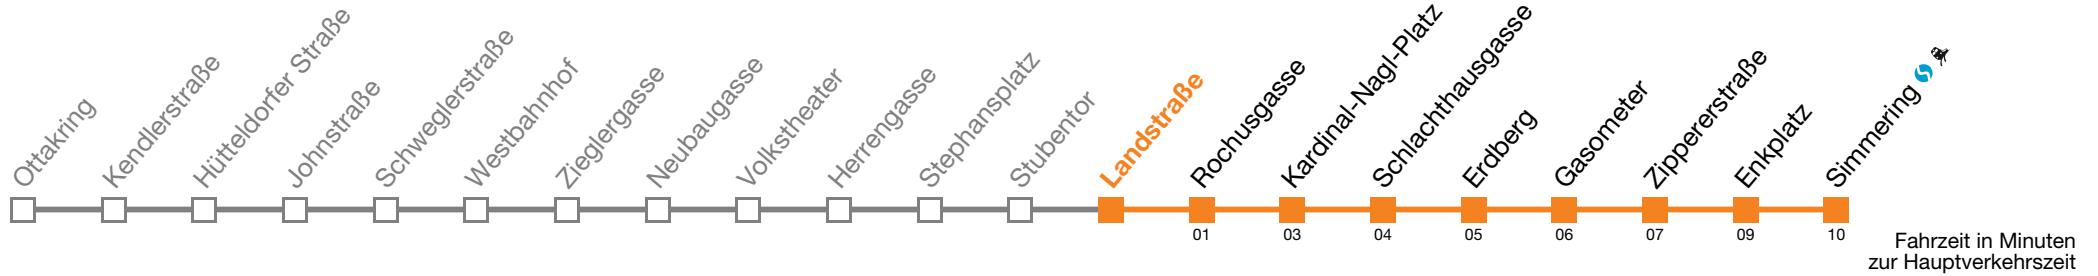 Ottakring
Kendlerstraße
Hütteldorfer Straße
Johnstraße
Schweglerstraße
Westbahnhof
Zieglergasse
Neubaugasse
Volkstheater
Herrengasse
Stephansplatz
Stubentor
Landstraße
Rochusgasse
Kardinal-Nagl-Platz
Schlachthausgasse
Erdberg
Gasometer
Zippererstraße
Enkplatz
Simmering
01 03 04 05 06 07 09 10
Fahrzeit in Minuten
zur Hauptverkehrszeit